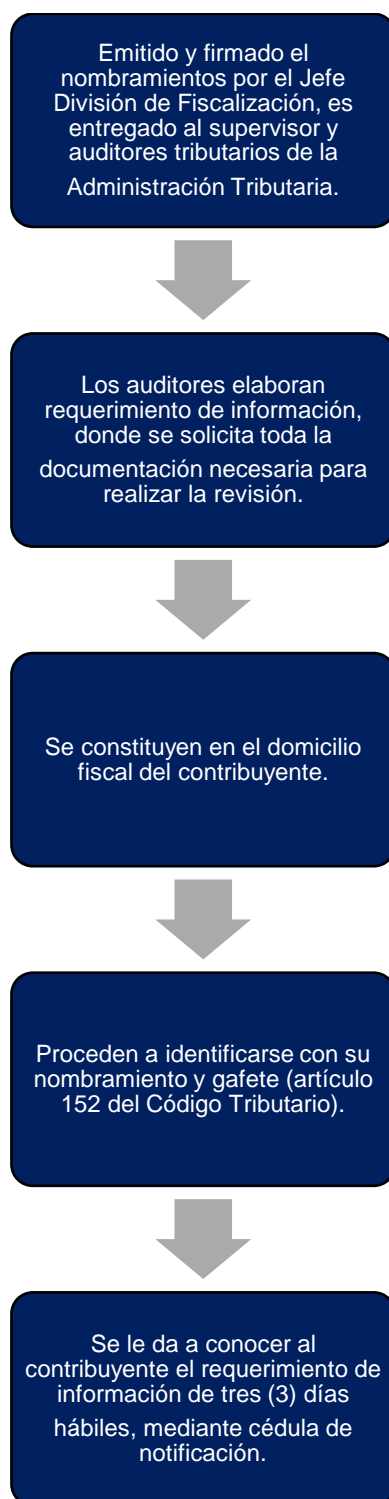 Emitido y firmado el
nombramientos por el Jefe
División de Fiscalización, es
entregado al supervisor y
auditores tributarios de la
Administración Tributaria.
Los auditores elaboran
requerimiento de información,
donde se solicita toda la
documentación necesaria para
realizar la revisión.
Se constituyen en el domicilio
fiscal del contribuyente.
Proceden a identificarse con su
nombramiento y gafete (artículo
152 del Código Tributario).
Se le da a conocer al
contribuyente el requerimiento de
información de tres (3) días
hábiles, mediante cédula de
notificación.